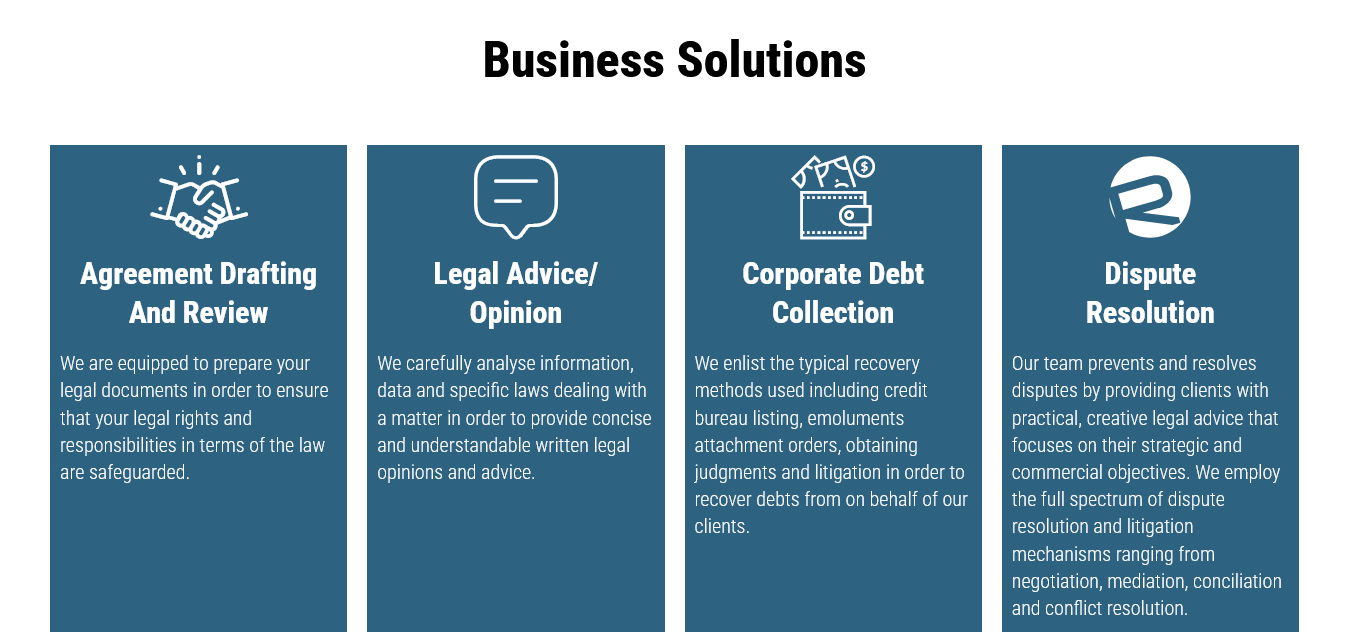 Business Solutions
Agreement Drafting
And Review
We are equipped to prepare your
legal documents in order to ensure
that your legal rights and
responsibilities in terms of the law
are safeguarded.
Legal Advice/
Opinion
We carefully analyse information,
data and specific laws dealing with
a matter in order to provide concise
and understandable written legal
opinions and advice.
$
Corporate Debt
Collection
We enlist the typical recovery
methods used including credit
bureau listing, emoluments
attachment orders, obtaining
judgments and litigation in order to
recover debts from on behalf of our
clients.
Dispute
Resolution
Our team prevents and resolves
disputes by providing clients with
practical, creative legal advice that
focuses on their strategic and
commercial objectives. We employ
the full spectrum of dispute
resolution and litigation
mechanisms ranging from
negotiation, mediation, conciliation
and conflict resolution.